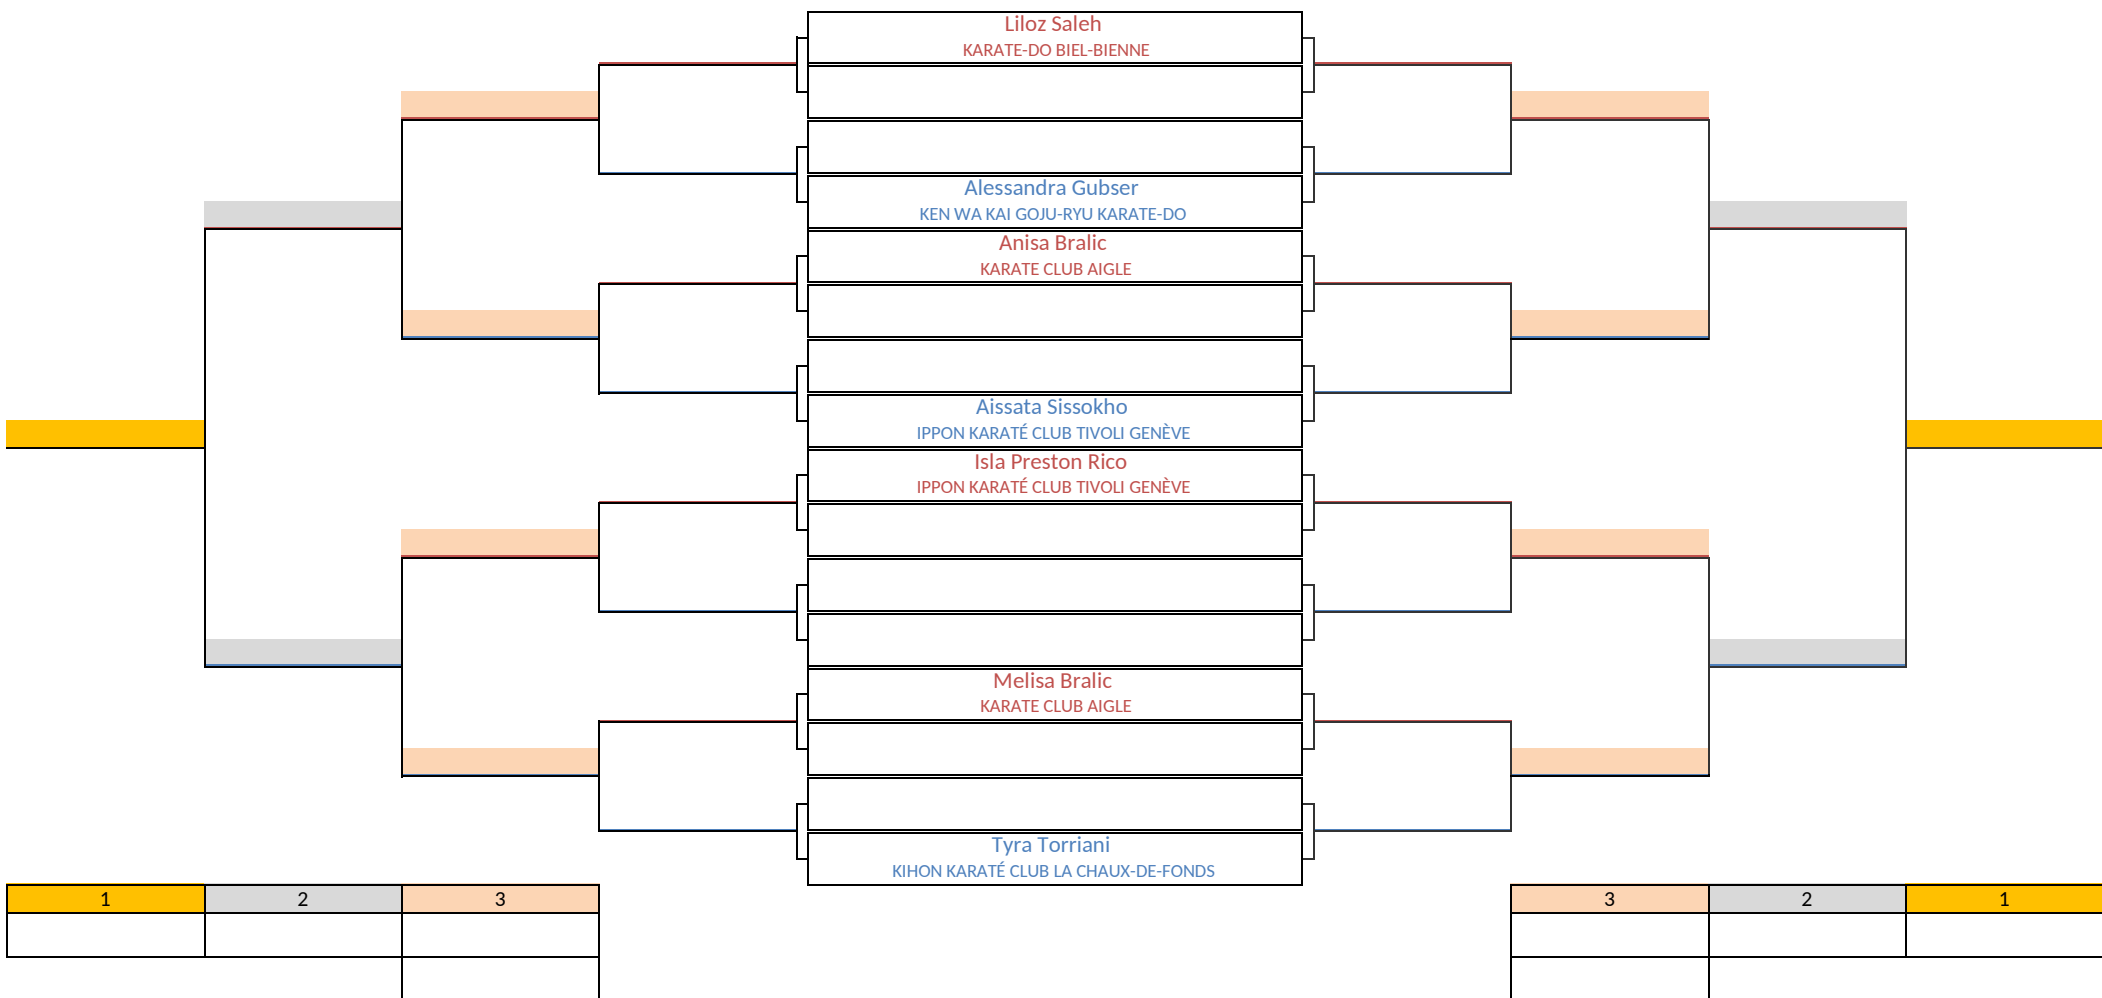 Liloz Saleh
KARATE-DO BIEL-BIENNE
Alessandra Gubser
KEN WA KAI GOJU-RYU KARATE-DO
Anisa Bralic
KARATE CLUB AIGLE
Aissata Sissokho
IPPON KARATÉ CLUB TIVOLI GENÈVE
Isla Preston Rico
IPPON KARATÉ CLUB TIVOLI GENÈVE
Melisa Bralic
KARATE CLUB AIGLE
Tyra Torriani
KIHON KARATÉ CLUB LA CHAUX-DE-FONDS
1 2 3 3 2 1